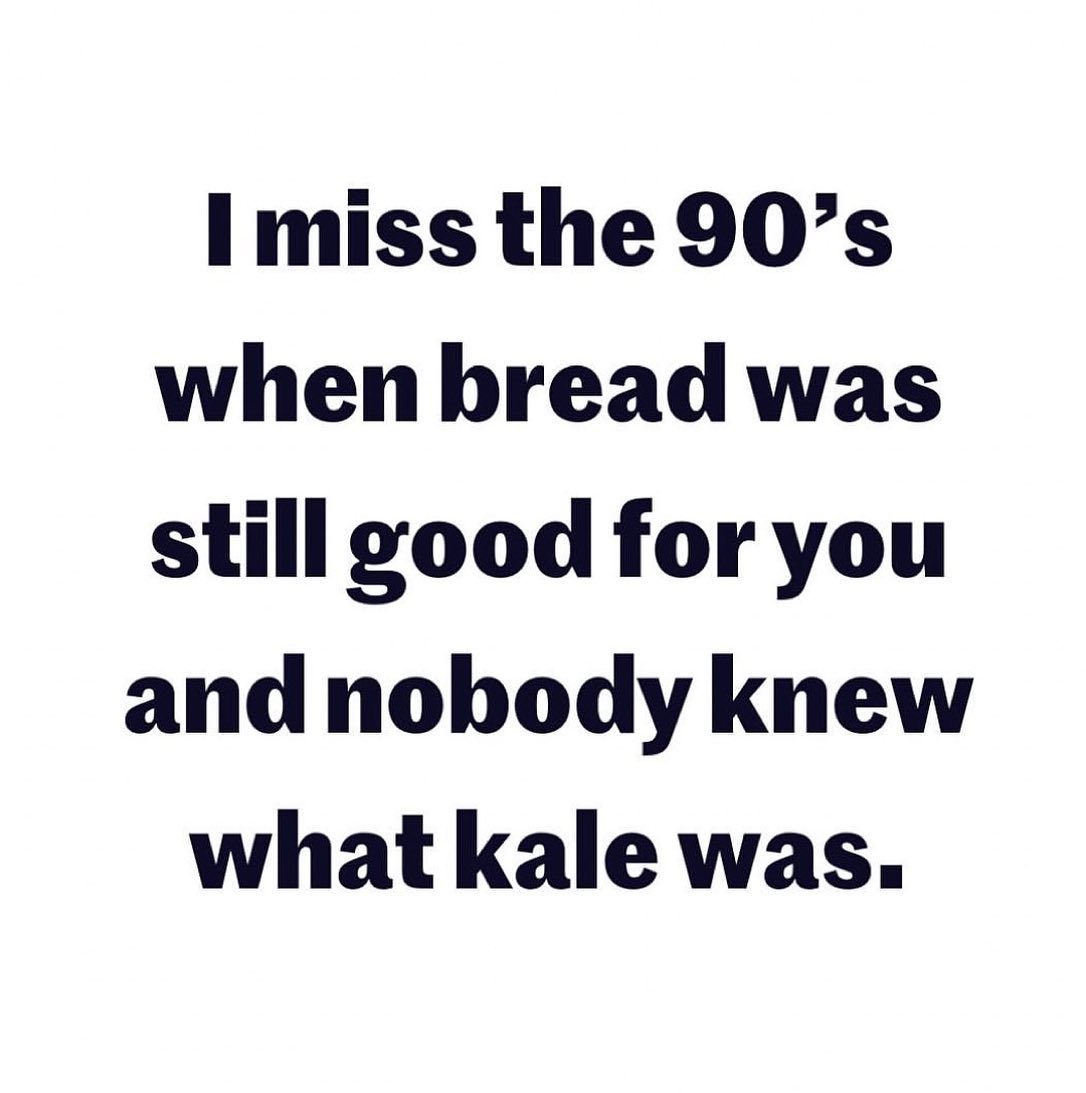 I miss the 90’s
when bread was
still good for you
and nobody knew
what kale was.